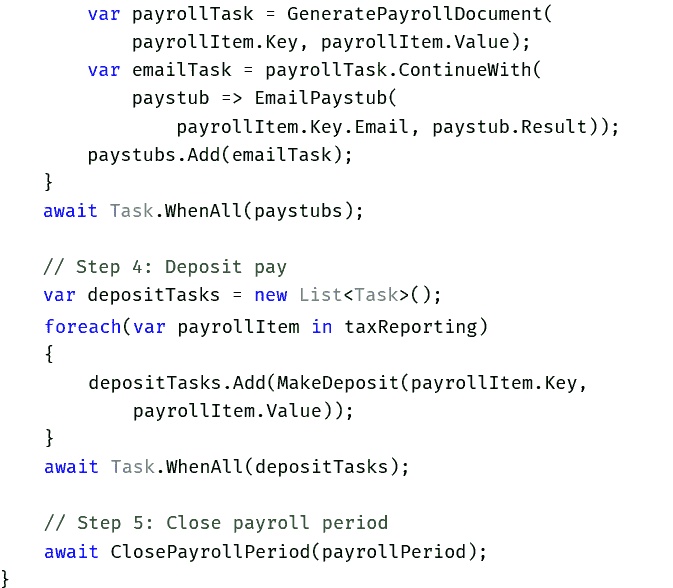 var payrollTask = GeneratePayrollDocument(
payrollItem.Key, payrollItem.Value);
var emailTask = payrollTask.ContinueWith(
paystub => EmailPaystub(
payrollItem.Key.Email, paystub.Result));
paystubs.Add(emailTask);
}
await Task.WhenAll(paystubs);
// Step 4: Deposit pay
var depositTasks = new List<Task>();
foreach(var payrollItem in taxReporting)
{
depositTasks.Add(MakeDeposit(payrollItem.Key,
payrollItem.Value));
}
await Task.WhenAll(depositTasks);
// Step 5: Close payroll period
await ClosePayrollPeriod(payrollPeriod);
}